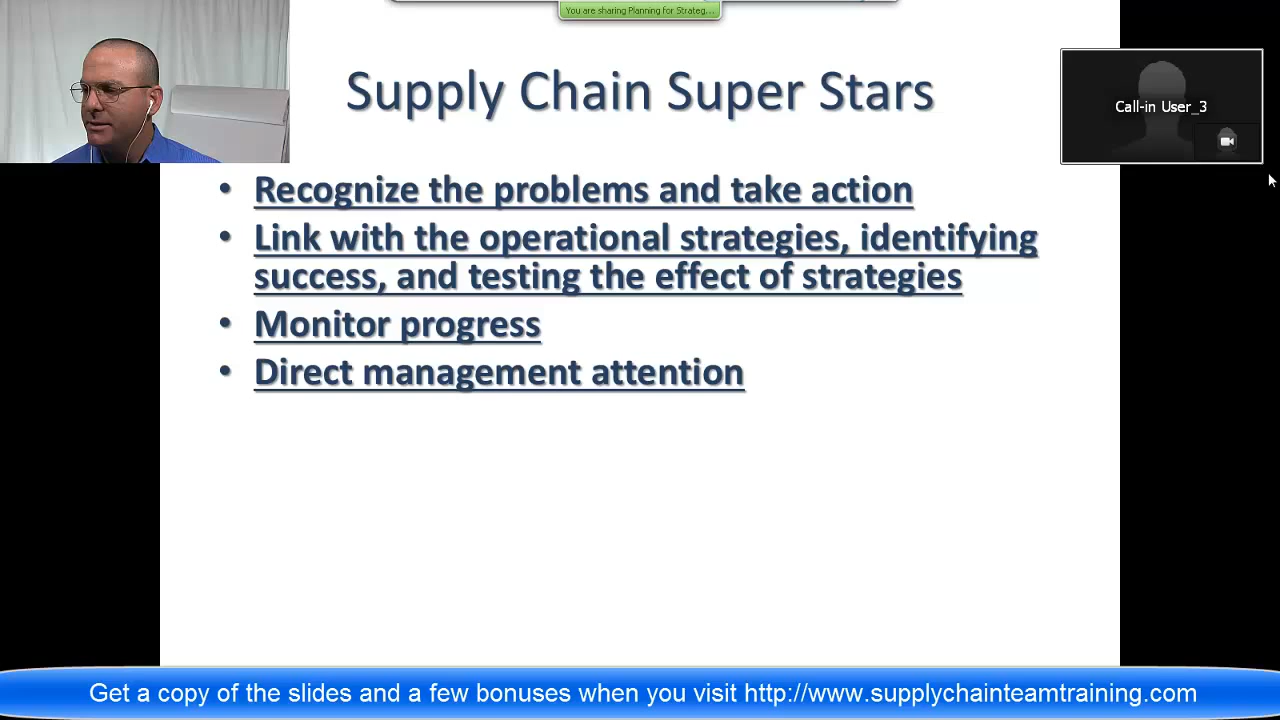 You are sharing Planning for Strateg...
Supply Chain Super Stars
Call-in User_3
• Recognize the problems and take action
• Link with the operational strategies, identifying
success, and testing the effect of strategies
• Monitor progress
• Direct management attention
Get a copy of the slides and a few bonuses when you visit http://www.supplychainteamtraining.com